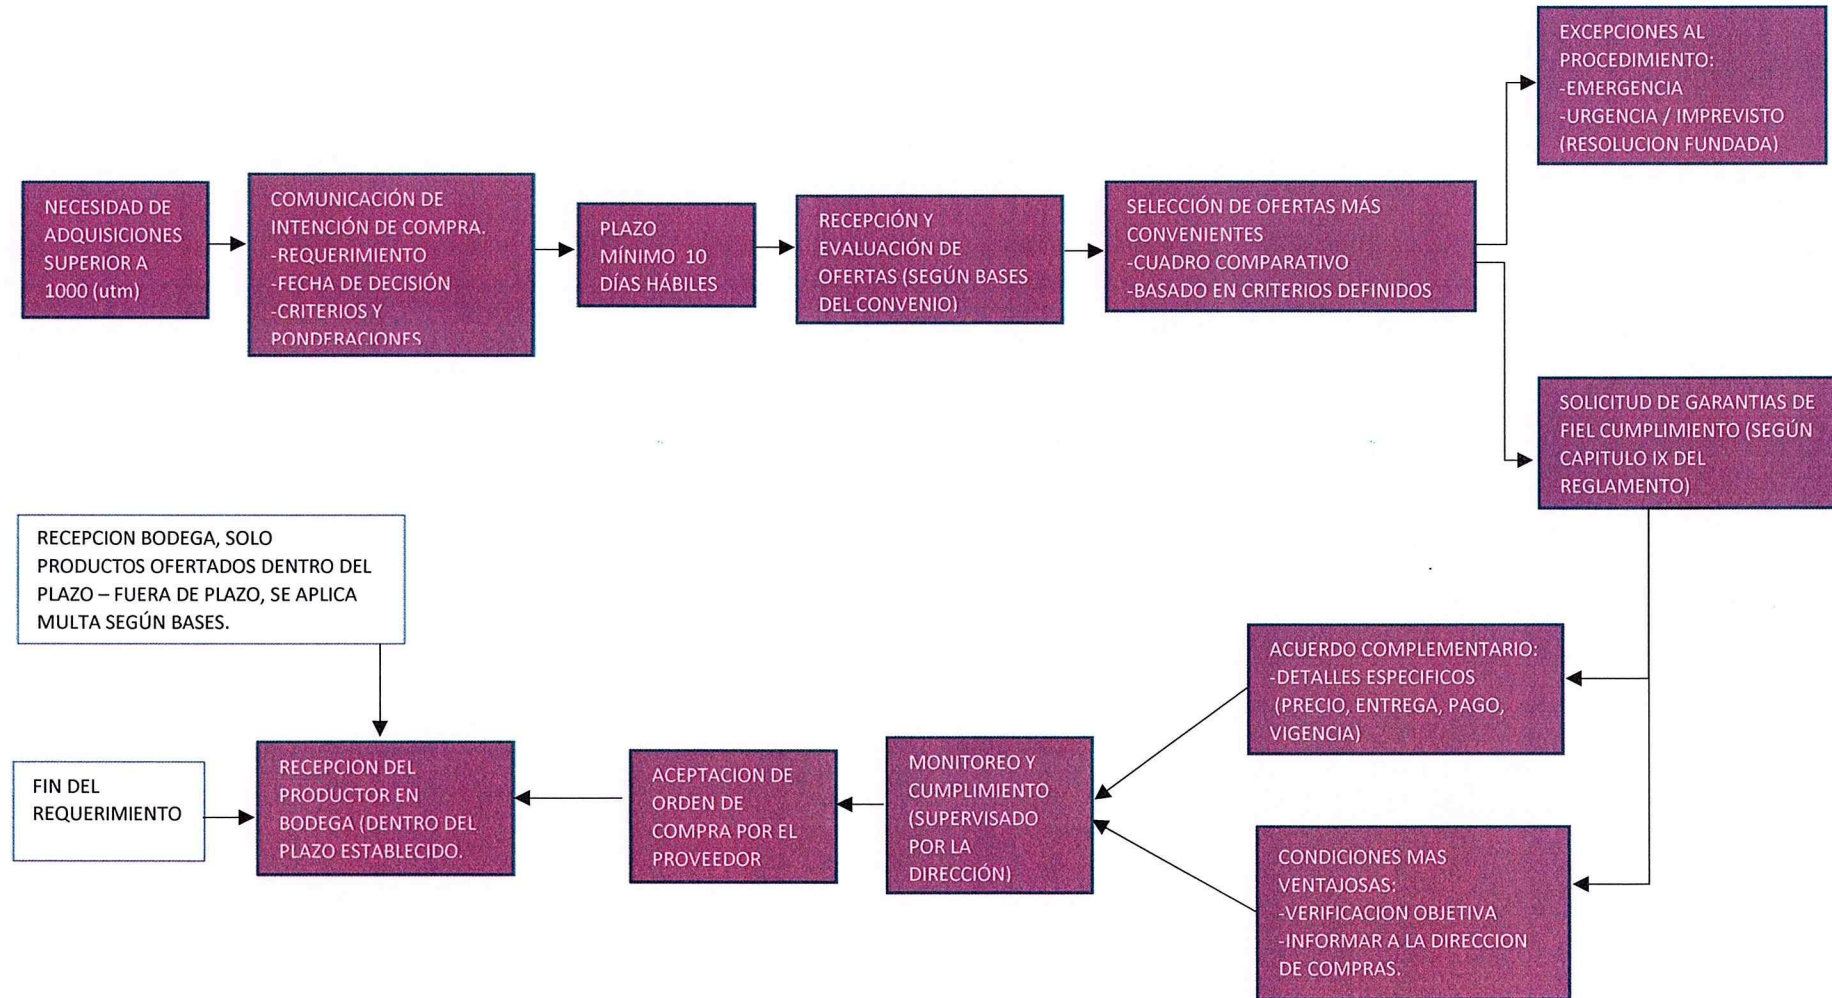 EXCEPCIONES AL
PROCEDIMIENTO:
-EMERGENCIA
-URGENCIA / IMPREVISTO
(RESOLUCION FUNDADA)
NECESIDAD DE
ADQUISICIONES
SUPERIOR A
1000 (utm)
COMUNICACIÓN DE
INTENCIÓN DE COMPRA.
-REQUERIMIENTO
-FECHA DE DECISIÓN
-CRITERIOS Y
PONDERACIONES
PLAZO
MÍNIMO 10
DÍAS HÁBILES
RECEPCIÓN Y
EVALUACIÓN DE
OFERTAS (SEGÚN BASES
DEL CONVENIO)
SELECCIÓN DE OFERTAS MÁS
CONVENIENTES
-CUADRO COMPARATIVO
-BASADO EN CRITERIOS DEFINIDOS
SOLICITUD DE GARANTIAS DE
FIEL CUMPLIMIENTO (SEGÚN
CAPITULO IX DEL
REGLAMENTO)
RECEPCION BODEGA, SOLO
PRODUCTOS OFERTADOS DENTRO DEL
PLAZO – FUERA DE PLAZO, SE APLICA
MULTA SEGÚN BASES.
ACUERDO COMPLEMENTARIO:
-DETALLES ESPECIFICOS
(PRECIO, ENTREGA, PAGO,
VIGENCIA)
FIN DEL
REQUERIMIENTO
RECEPCION DEL
PRODUCTOR EN
BODEGA (DENTRO DEL
PLAZO ESTABLECIDO.
ACEPTACION DE
ORDEN DE
COMPRA POR EL
PROVEEDOR
MONITOREO Y
CUMPLIMIENTO
(SUPERVISADO
POR LA
DIRECCIÓN)
CONDICIONES MAS
VENTAJOSAS:
-VERIFICACION OBJETIVA
-INFORMAR A LA DIRECCION
DE COMPRAS.